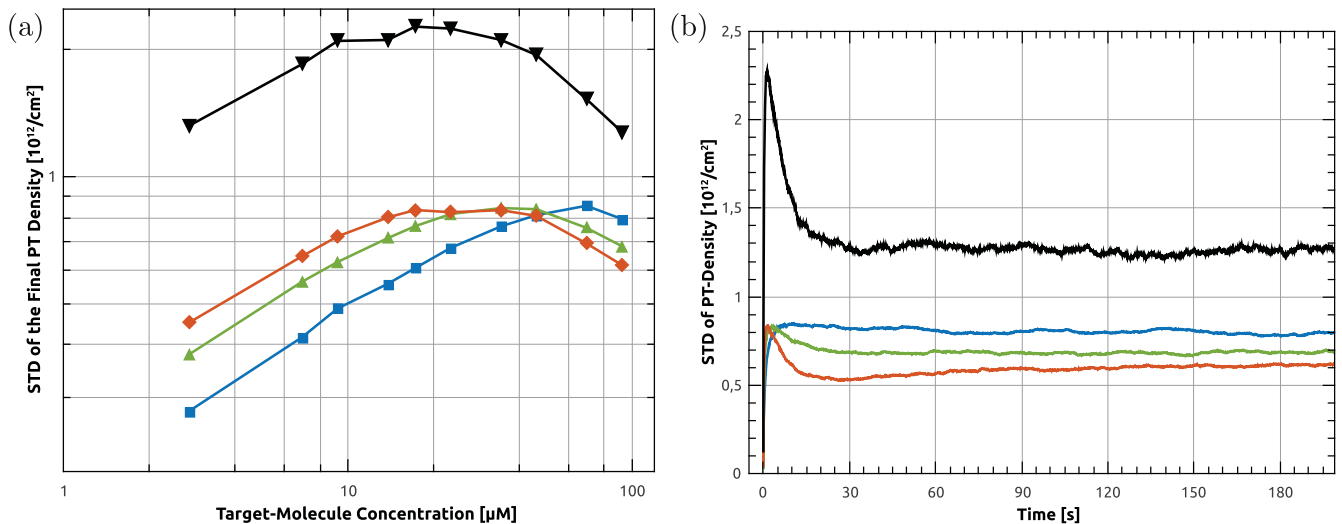 (a)
STD of the Final PT Density [10¹²/cm²]
1
1
10
100
Target-Molecule Concentration [µM]
(b)
STD of PT-Density [10¹²/cm²]
2,5
2
1,5
1
0,5
0
0
30
60
90
120
150
180
Time [s]